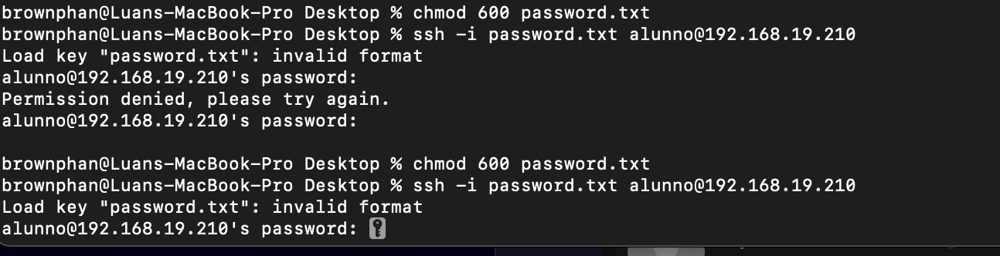 brownphan@Luans-MacBook-Pro Desktop % chmod 600 password.txt
brownphan@Luans-MacBook-Pro Desktop % ssh -i password.txt alunno@192.168.19.210
Load key "password.txt": invalid format
alunno@192.168.19.210's password:
Permission denied, please try again.
alunno@192.168.19.210's password:
brownphan@Luans-MacBook-Pro Desktop % chmod 600 password.txt
brownphan@Luans-MacBook-Pro Desktop % ssh -i password.txt alunno@192.168.19.210
Load key "password.txt": invalid format
alunno@192.168.19.210's password: